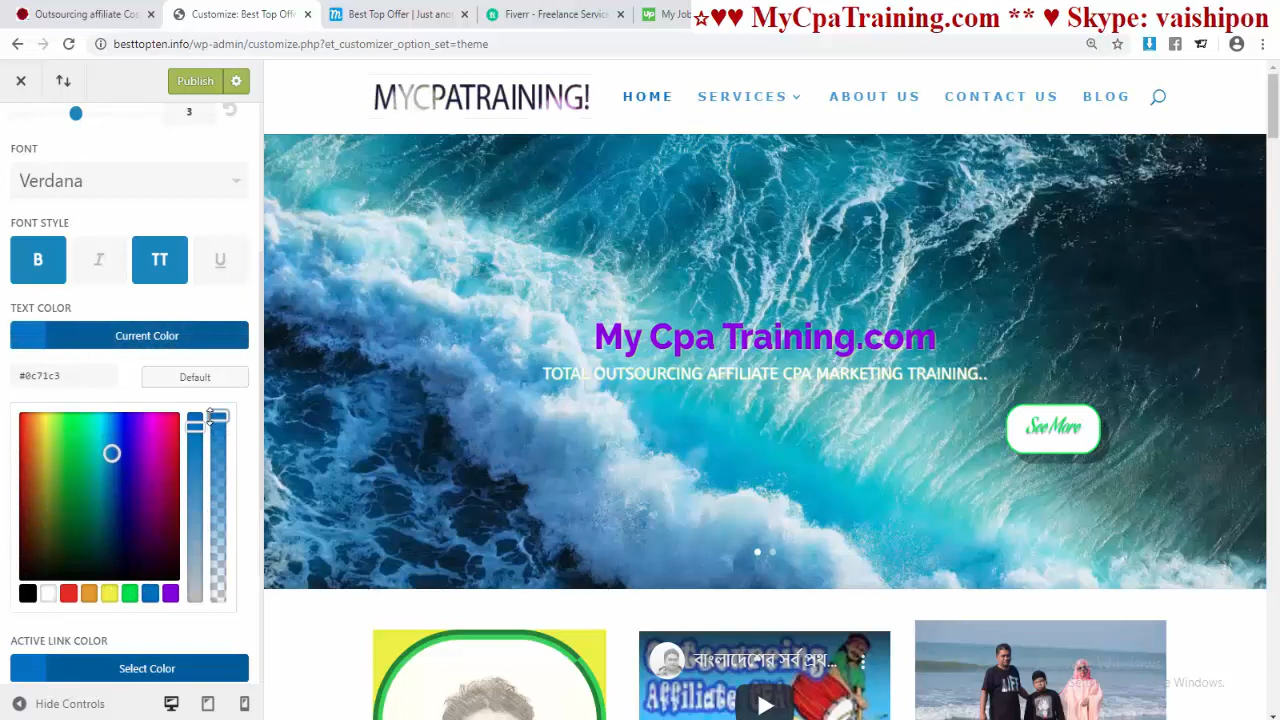 Outsourcing affiliate Co
Customize: Best Top Off
Best Top Offer | Just ano
Fiverr - Freelance Servic
My Jo
☆♥♥ MyCpaTraining.com ** ♥ Skype: vaishipon
besttopten.info/wp-admin/customize.php?et_customizer_option_set=theme
Publish
MYCPATRAINING!
HOME
SERVICES
ABOUT US
CONTACT US
BLOG
3
FONT
Verdana
FONT STYLE
B
I
TT
U
TEXT COLOR
Current Color
#0c71c3
Default
My Cpa Training.com
TOTAL OUTSOURCING AFFILIATE CPA MARKETING TRAINING..
See More
ACTIVE LINK COLOR
Select Color
Hide Controls
বাংলাদেশের সর্ব প্রথ...
Affiliate